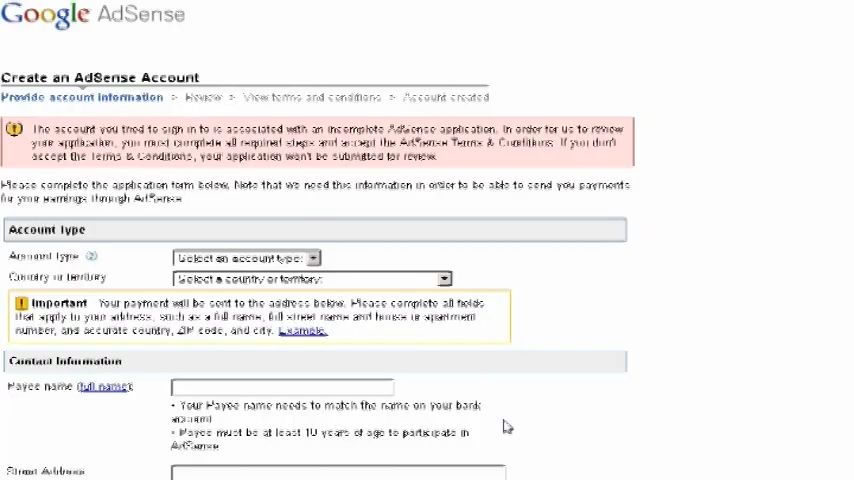 Google AdSense
Create an AdSense Account
Provide account information > Review > View terms and conditions > Account created
The account you tried to sign in to is associated with an incomplete AdSense application. In order for us to review
your application, you must complete all required steps and accept the AdSense Terms & Conditions. If you don't
accept the Terms & Conditions, your application won't be submitted for review.
Please complete the application form below. Note that we need this information in order to be able to send you payments
for your earnings through AdSense
Account Type
Account type (?) Select an account type:
Country or territory Select a country or territory:
! Important Your payment will be sent to the address below. Please complete all fields
that apply to your address, such as a full name, full street name and house or apartment
number, and accurate country, ZIP code, and city. Example.
Contact Information
Payee name (full name):
• Your Payee name needs to match the name on your bank
account
• Payee must be at least years of age to participate in
AdSense
Street Address